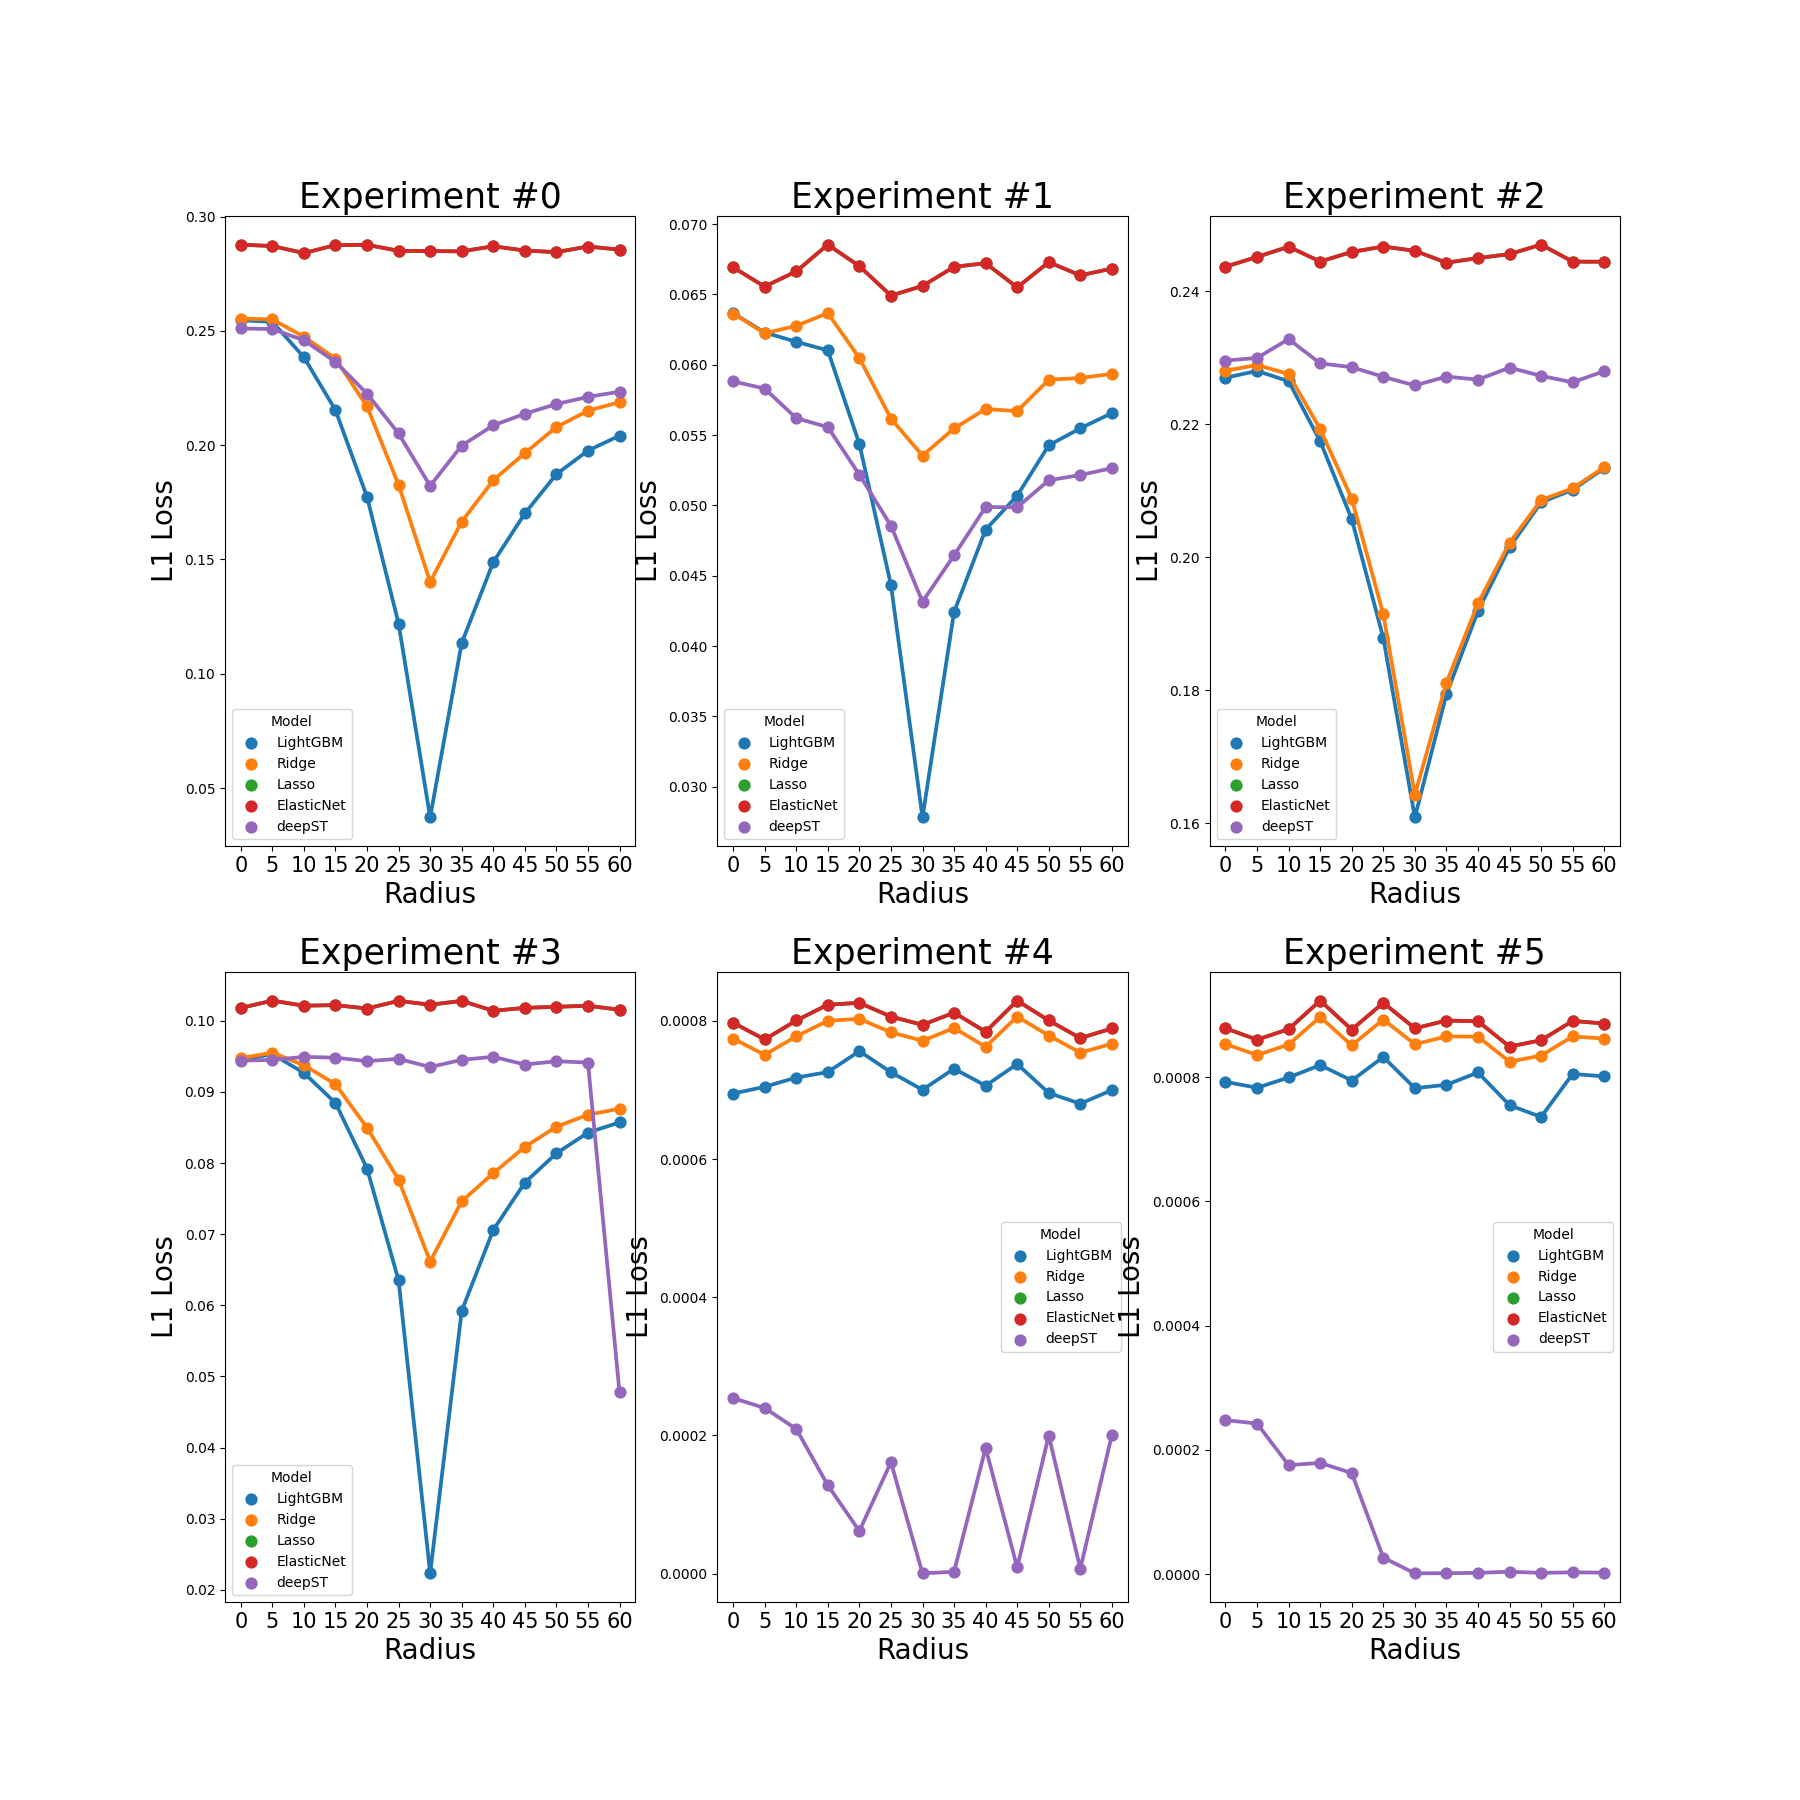 Experiment #0
0.30
0.25
0.20
0.15
0.10
0.05
L1 Loss
Model
LightGBM
Ridge
Lasso
ElasticNet
deepST
0 5 10 15 20 25 30 35 40 45 50 55 60
Radius
Experiment #1
0.070
0.065
0.060
0.055
0.050
0.045
0.040
0.035
0.030
L1 Loss
Model
LightGBM
Ridge
Lasso
ElasticNet
deepST
0 5 10 15 20 25 30 35 40 45 50 55 60
Radius
Experiment #2
0.24
0.22
0.20
0.18
0.16
L1 Loss
Model
LightGBM
Ridge
Lasso
ElasticNet
deepST
0 5 10 15 20 25 30 35 40 45 50 55 60
Radius
Experiment #3
0.10
0.09
0.08
0.07
0.06
0.05
0.04
0.03
0.02
L1 Loss
Model
LightGBM
Ridge
Lasso
ElasticNet
deepST
0 5 10 15 20 25 30 35 40 45 50 55 60
Radius
Experiment #4
0.0008
0.0006
0.0004
0.0002
0.0000
L1 Loss
Model
LightGBM
Ridge
Lasso
ElasticNet
deepST
0 5 10 15 20 25 30 35 40 45 50 55 60
Radius
Experiment #5
0.0008
0.0006
0.0004
0.0002
0.0000
L1 Loss
Model
LightGBM
Ridge
Lasso
ElasticNet
deepST
0 5 10 15 20 25 30 35 40 45 50 55 60
Radius